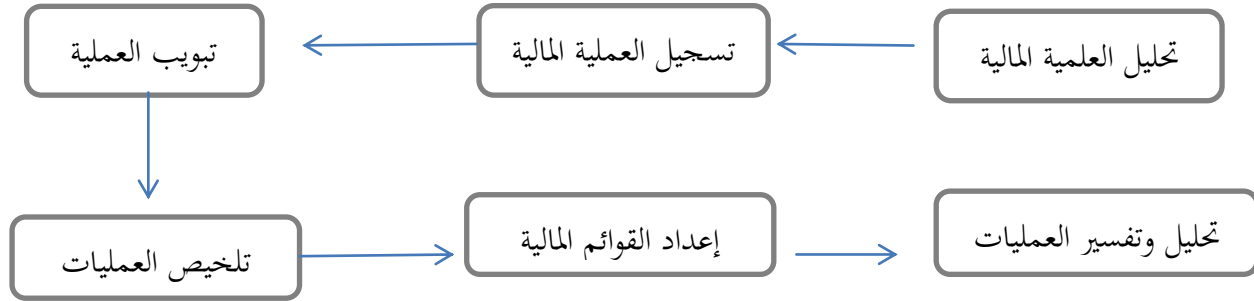 تحليل العلمية المالية
تسجيل العملية المالية
تبويب العملية
تلخيص العمليات
إعداد القوائم المالية
تحليل وتفسير العمليات